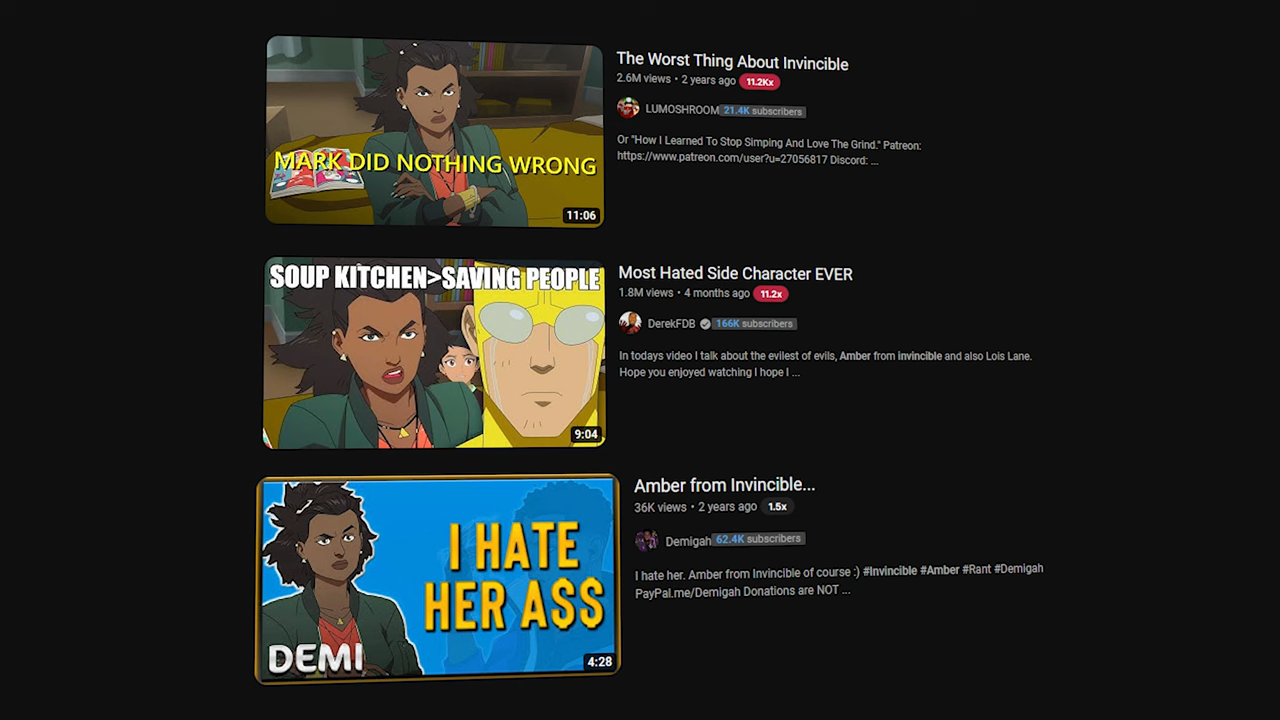 MARK DID NOTHING WRONG
11:06
The Worst Thing About Invincible
2.6M views • 2 years ago 11.2Kx
LUMOSHROOM 21.4K subscribers
Or "How I Learned To Stop Simping And Love The Grind." Patreon:
https://www.patreon.com/user?u=27056817 Discord: ...
SOUP KITCHEN>SAVING PEOPLE
9:04
Most Hated Side Character EVER
1.8M views • 4 months ago 11.2x
DerekFDB 166K subscribers
In todays video I talk about the evilest of evils, Amber from invincible and also Lois Lane.
Hope you enjoyed watching I hope I ...
I HATE
HER A$$
DEMI
4:28
Amber from Invincible...
36K views • 2 years ago 1.5x
Demigah 62.4K subscribers
I hate her. Amber from Invincible of course :) #Invincible #Amber #Rant #Demigah
PayPal.me/Demigah Donations are NOT ...